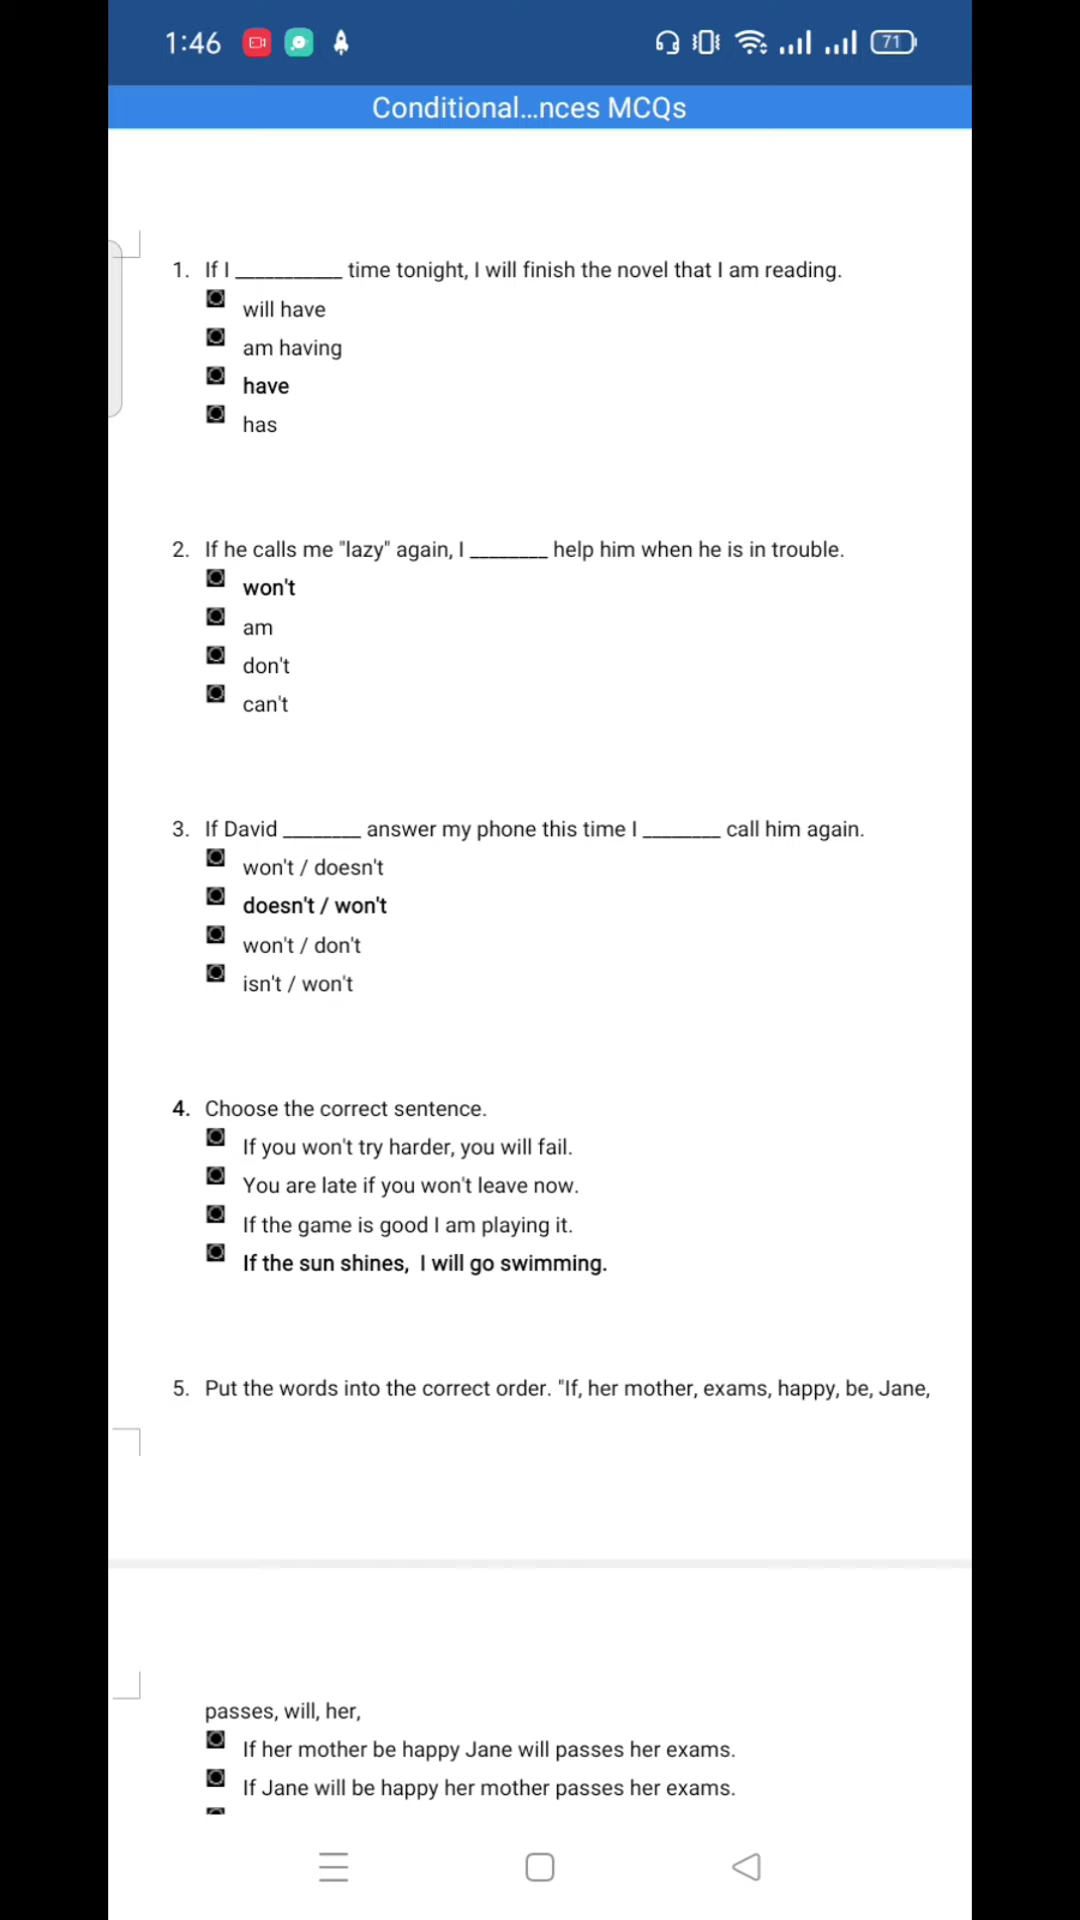 1:46
71
Conditional...nces MCQs
1. If I ___________ time tonight, I will finish the novel that I am reading.
will have
am having
have
has
2. If he calls me "lazy" again, I ________ help him when he is in trouble.
won't
am
don't
can't
3. If David ________ answer my phone this time I ________ call him again.
won't / doesn't
doesn't / won't
won't / don't
isn't / won't
4. Choose the correct sentence.
If you won't try harder, you will fail.
You are late if you won't leave now.
If the game is good I am playing it.
If the sun shines, I will go swimming.
5. Put the words into the correct order. "If, her mother, exams, happy, be, Jane,
passes, will, her,
If her mother be happy Jane will passes her exams.
If Jane will be happy her mother passes her exams.